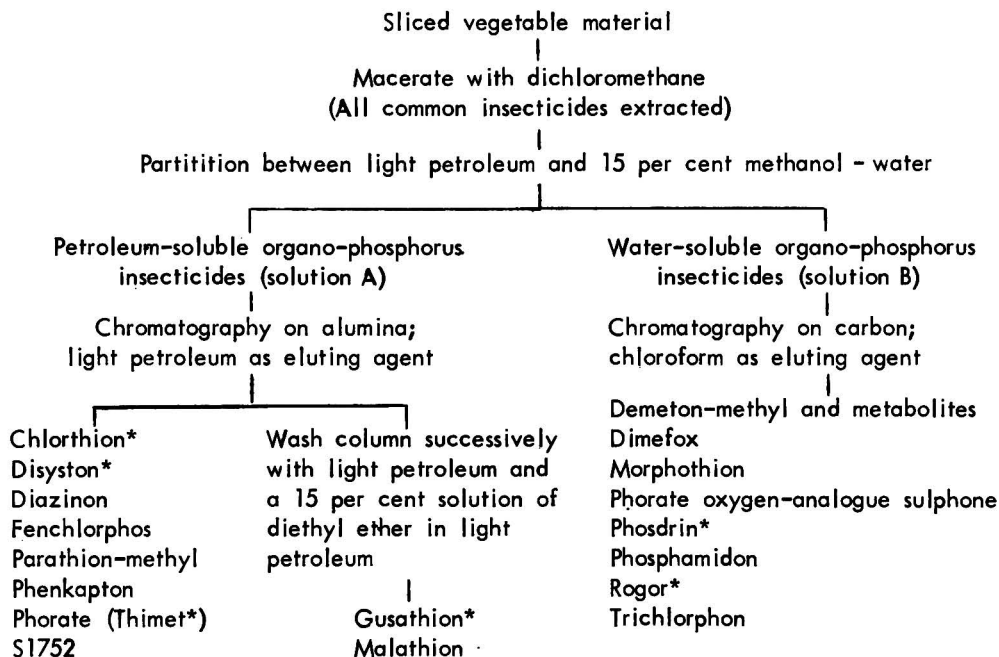 Sliced vegetable material
Macerate with dichloromethane
(All common insecticides extracted)
Partitition between light petroleum and 15 per cent methanol - water
Petroleum-soluble organo-phosphorus
insecticides (solution A)
Chromatography on alumina;
light petroleum as eluting agent
Chlorthion*
Disyston*
Diazinon
Fenchlorphos
Parathion-methyl
Phenkapton
Phorate (Thimet*)
S1752
Wash column successively
with light petroleum and
a 15 per cent solution of
diethyl ether in light
petroleum
Gusathion*
Malathion
Water-soluble organo-phosphorus
insecticides (solution B)
Chromatography on carbon;
chloroform as eluting agent
Demeton-methyl and metabolites
Dimefox
Morphothion
Phorate oxygen-analogue sulphone
Phosdrin*
Phosphamidon
Rogor*
Trichlorphon